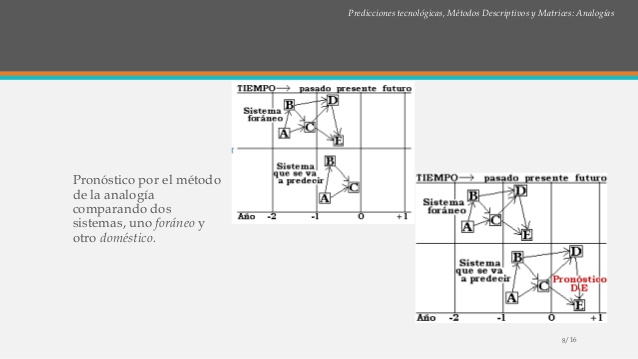 Predicciones tecnológicas, Métodos Descriptivos y Matrices: Analogías
Pronóstico por el método
de la analogía
comparando dos
sistemas, uno foráneo y
otro doméstico.
TIEMPO→ pasado presente futuro
Sistema
foráneo
A
B
C
D
E
Sistema
que se va
a predecir
A
B
C
Año -2 -1 0 +1
TIEMPO→ pasado presente futuro
Sistema
foráneo
A
B
C
D
E
Sistema
que se va
a predecir
A
B
C
D
E
Pronóstico
D,E
Año -2 -1 0 +1
8/16